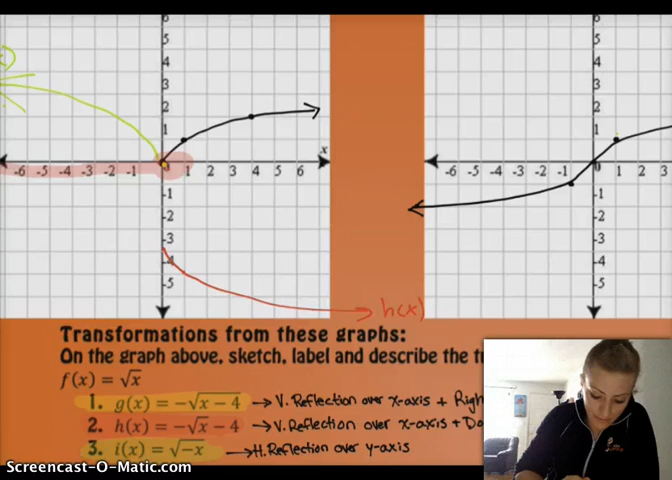 6 6
5 5
4 4
3 3
2 2
1 1
x
-6 -5 -4 -3 -2 -1 0 1 2 3 4 5 6 -6 -5 -4 -3 -2 -1 0 1 2 3
-1 -1
-2 -2
-3 -3
-4 -4
-5 -5
h(x)
Transformations from these graphs:
On the graph above, sketch, label and describe the
f(x) = √x
1. g(x) = −√(x − 4) → V. Reflection over x-axis + Righ
2. h(x) = −√x − 4 → V. Reflection over x-axis + Do
3. i(x) = √−x → H. Reflection over y-axis
Screencast-O-Matic.com